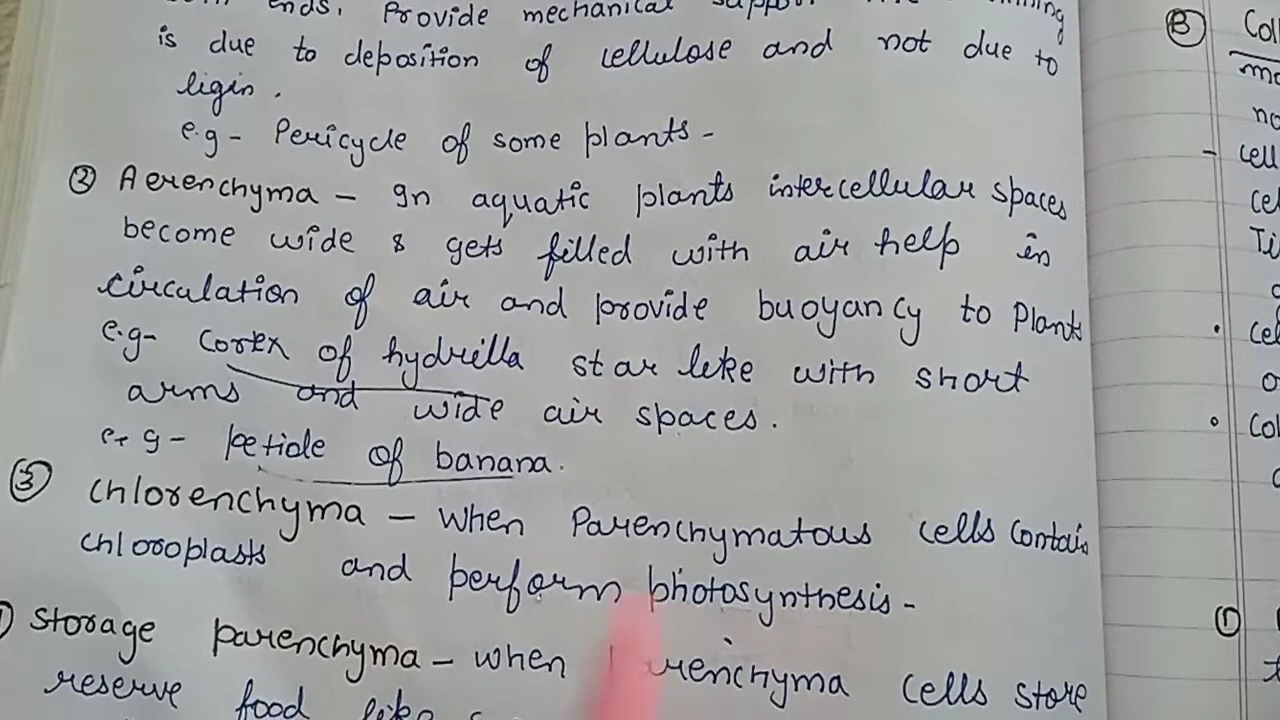 ends. Provide mechanical
is due to deposition of cellulose and not due to
ligin.
e.g - Pericycle of some plants -
② Aerenchyma - In aquatic plants intercellular spaces
become wide & gets filled with air help in
circulation of air and provide buoyancy to Plants
e.g- Cortex of hydrilla star like with short
arms and wide air spaces.
e.g - Petiole of banana.
③ Chlorenchyma - When Parenchymatous cells contain
chloroplasts and perform photosynthesis -
Storage parenchyma - when cells store
reserve food like
B
cell
①